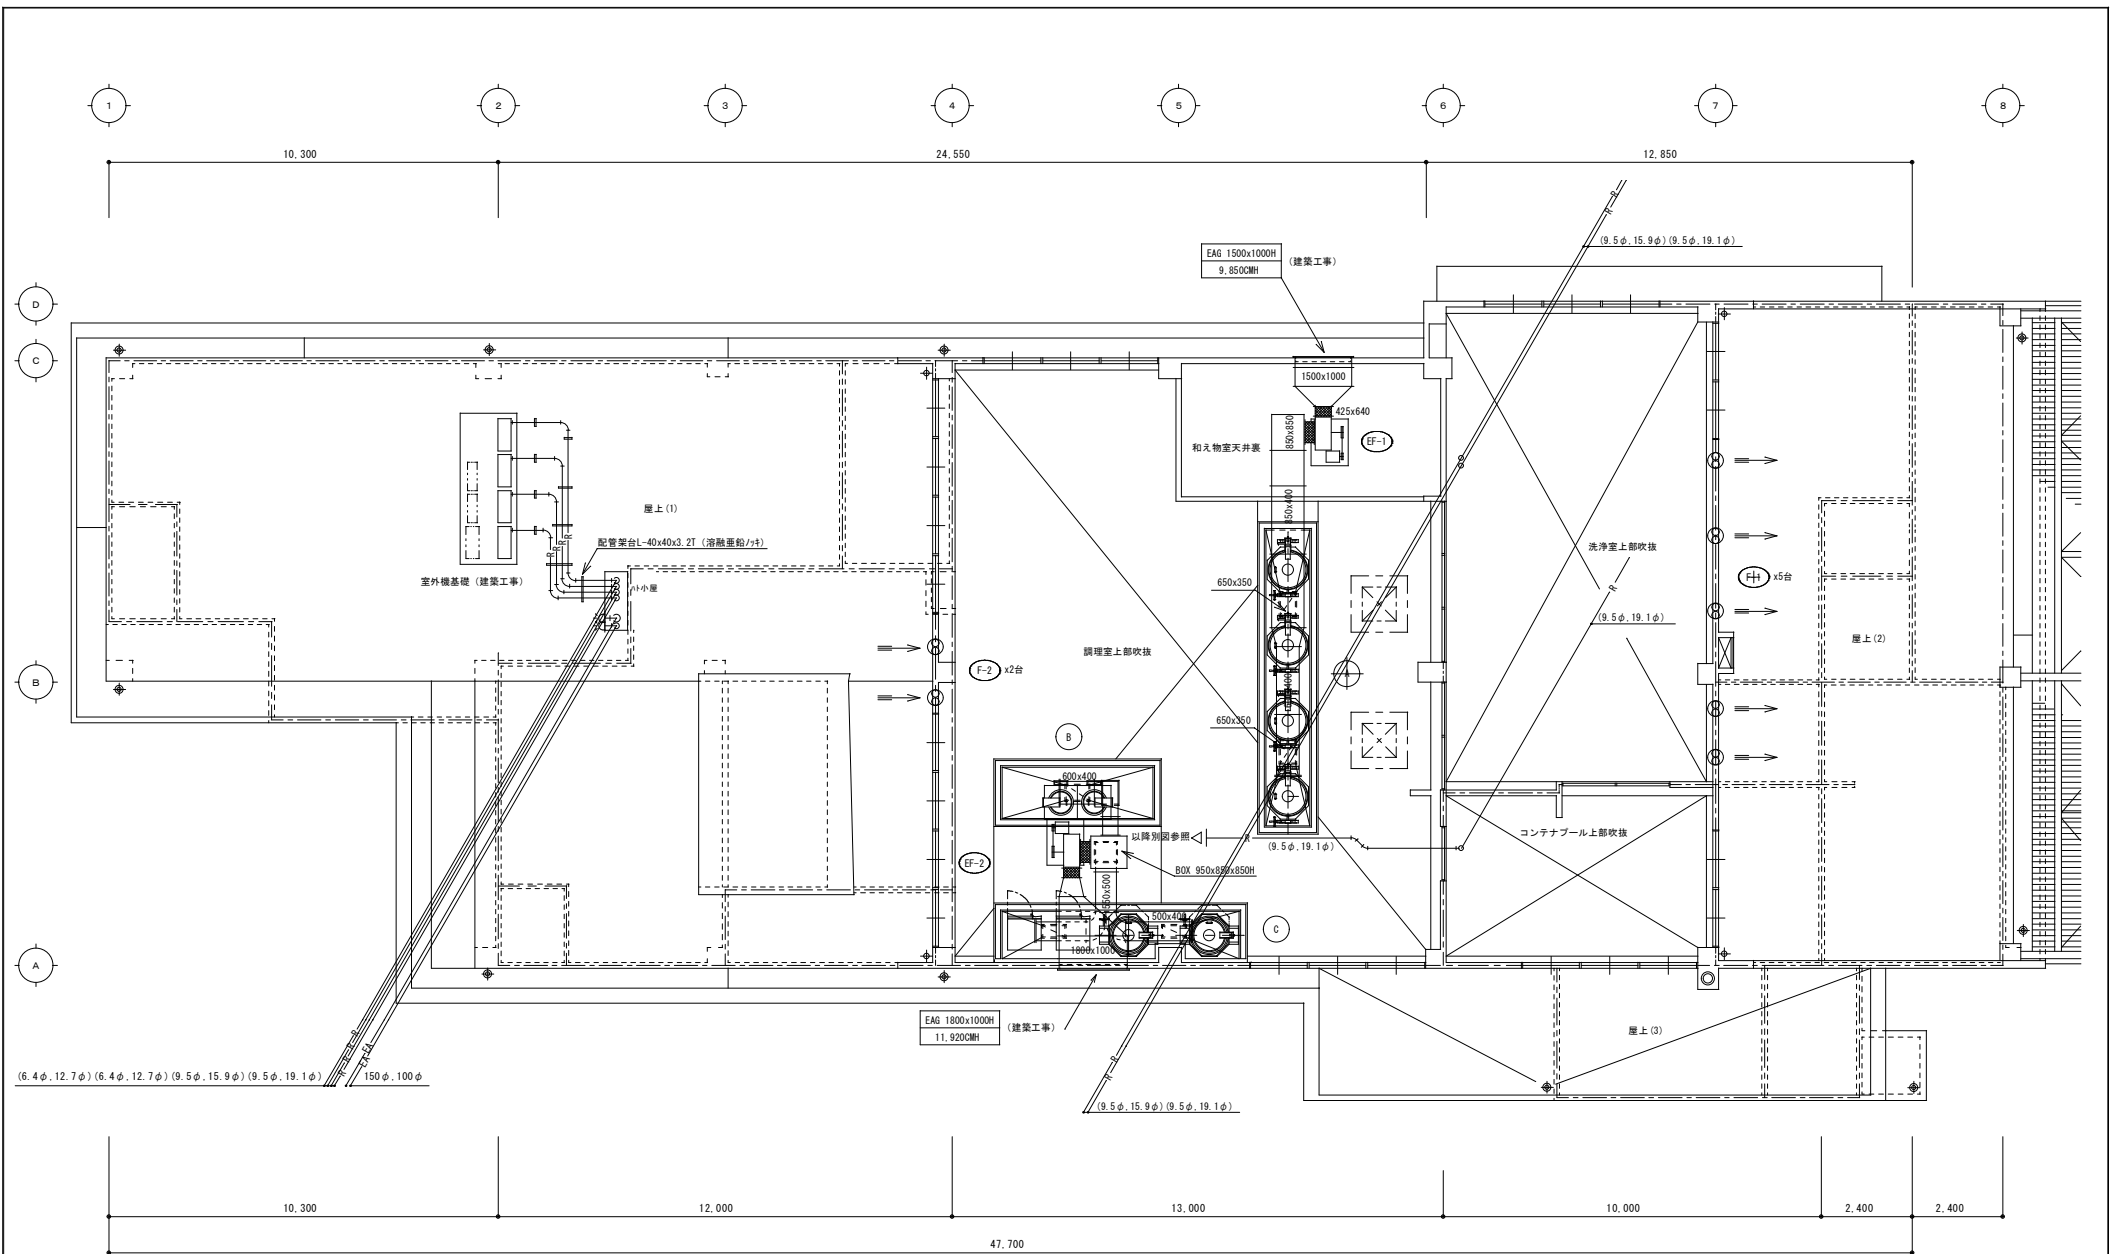 1
2
3
4
5
6
7
8
10,300
24,550
12,850
(9.5φ,15.9φ)(9.5φ,19.1φ)
R
R
EAG 1500x1000H
(建築工事)
9,850CMH
D
C
1500x1000
425x640
850x850
EF-1
和え物室天井裏
850x400
屋上(1)
配管架台L-40x40x3.2T (溶融亜鉛ﾒｯｷ)
室外機基礎 (建築工事)
R
R
R
R
ﾊﾄ小屋
650x350
洗浄室上部吹抜
R
(9.5φ,19.1φ)
F-1
x5台
屋上(2)
調理室上部吹抜
A
F-2
x2台
B
650x350
B
600x400
以降別図参照
R
(9.5φ,19.1φ)
コンテナプール上部吹抜
EF-2
BOX 950x850x850H
550x500
500x400
C
1800x1000
A
EAG 1800x1000H
(建築工事)
11,920CMH
屋上(3)
R
R
R
R
EA
EA
R
R
(6.4φ,12.7φ)(6.4φ,12.7φ)(9.5φ,15.9φ)(9.5φ,19.1φ)
150φ,100φ
(9.5φ,15.9φ)(9.5φ,19.1φ)
10,300
12,000
13,000
10,000
2,400
2,400
47,700